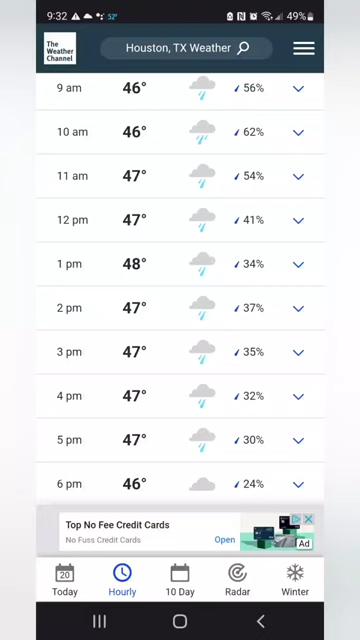 9:32 52° 49%
The
Weather
Channel
Houston, TX Weather
9 am 46° 56%
10 am 46° 62%
11 am 47° 54%
12 pm 47° 41%
1 pm 48° 34%
2 pm 47° 37%
3 pm 47° 35%
4 pm 47° 32%
5 pm 47° 30%
6 pm 46° 24%
Top No Fee Credit Cards
No Fuss Credit Cards Open Ad
20
Today Hourly 10 Day Radar Winter